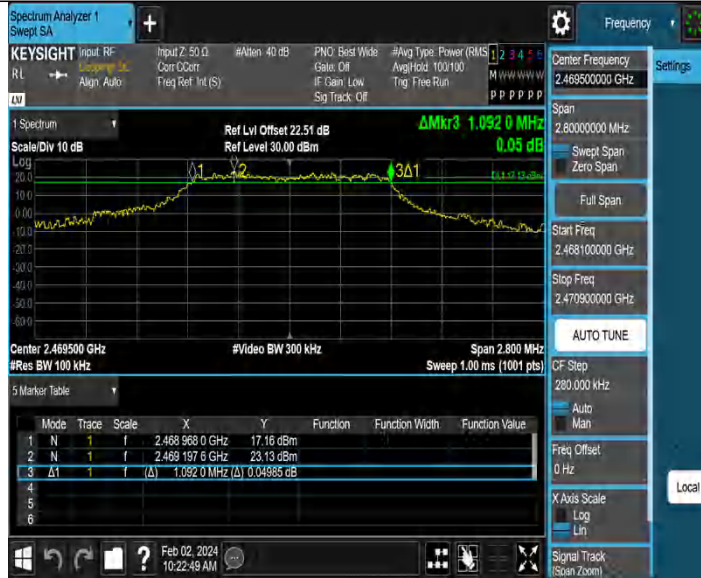 Spectrum Analyzer 1
Swept SA
+
Frequency
KEYSIGHT
RL
Input: RF
Coupling: DC
Align: Auto
Input Z: 50 Ω
Corr CCorr
Freq Ref: Int (S)
#Atten: 40 dB
PNO: Best Wide
Gate: Off
IF Gain: Low
Sig Track: Off
#Avg Type: Power (RMS
Avg|Hold: 100/100
Trig: Free Run
1 2 3 4 5 6
M W W W W W
P P P P P P
LXI
1 Spectrum
Scale/Div 10 dB
Ref Lvl Offset 22.51 dB
Ref Level 30.00 dBm
ΔMkr3 1.092 0 MHz
0.05 dB
Log
20.0
10.0
0.00
-10.0
-20.0
-30.0
-40.0
-50.0
-60.0
1
2
3Δ1
DL1 17.13 dBm
Center 2.469500 GHz
#Res BW 100 kHz
#Video BW 300 kHz
Span 2.800 MHz
Sweep 1.00 ms (1001 pts)
5 Marker Table
Mode Trace Scale X Y Function Function Width Function Value
1 N 1 f 2.468 968 0 GHz 17.16 dBm
2 N 1 f 2.469 197 6 GHz 23.13 dBm
3 Δ1 1 f (Δ) 1.092 0 MHz (Δ) 0.04985 dB
4
5
6
Feb 02, 2024
10:22:49 AM
?
Center Frequency
2.469500000 GHz
Settings
Span
2.80000000 MHz
Swept Span
Zero Span
Full Span
Start Freq
2.468100000 GHz
Stop Freq
2.470900000 GHz
AUTO TUNE
CF Step
280.000 kHz
Auto
Man
Freq Offset
0 Hz
X Axis Scale
Log
Lin
Local
Signal Track
(Span Zoom)